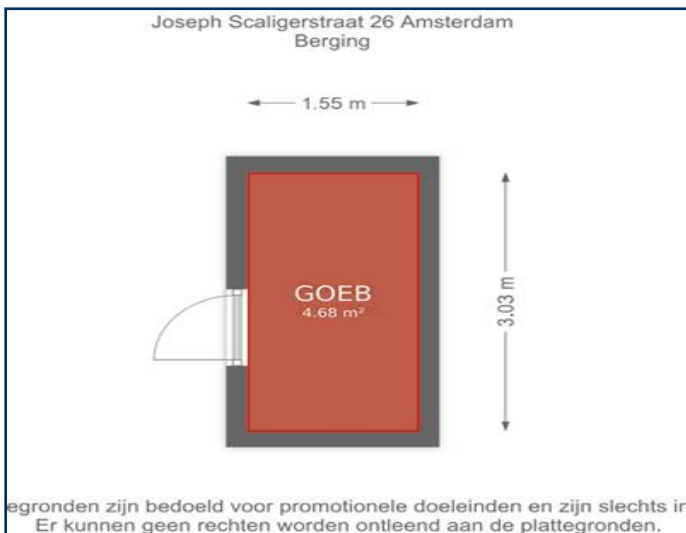 Joseph Scaligerstraat 26 Amsterdam
Berging
1.55 m
GOEB
4.68 m²
3.03 m
egronden zijn bedoeld voor promotionele doeleinden en zijn slechts in
Er kunnen geen rechten worden ontleend aan de plattegronden.